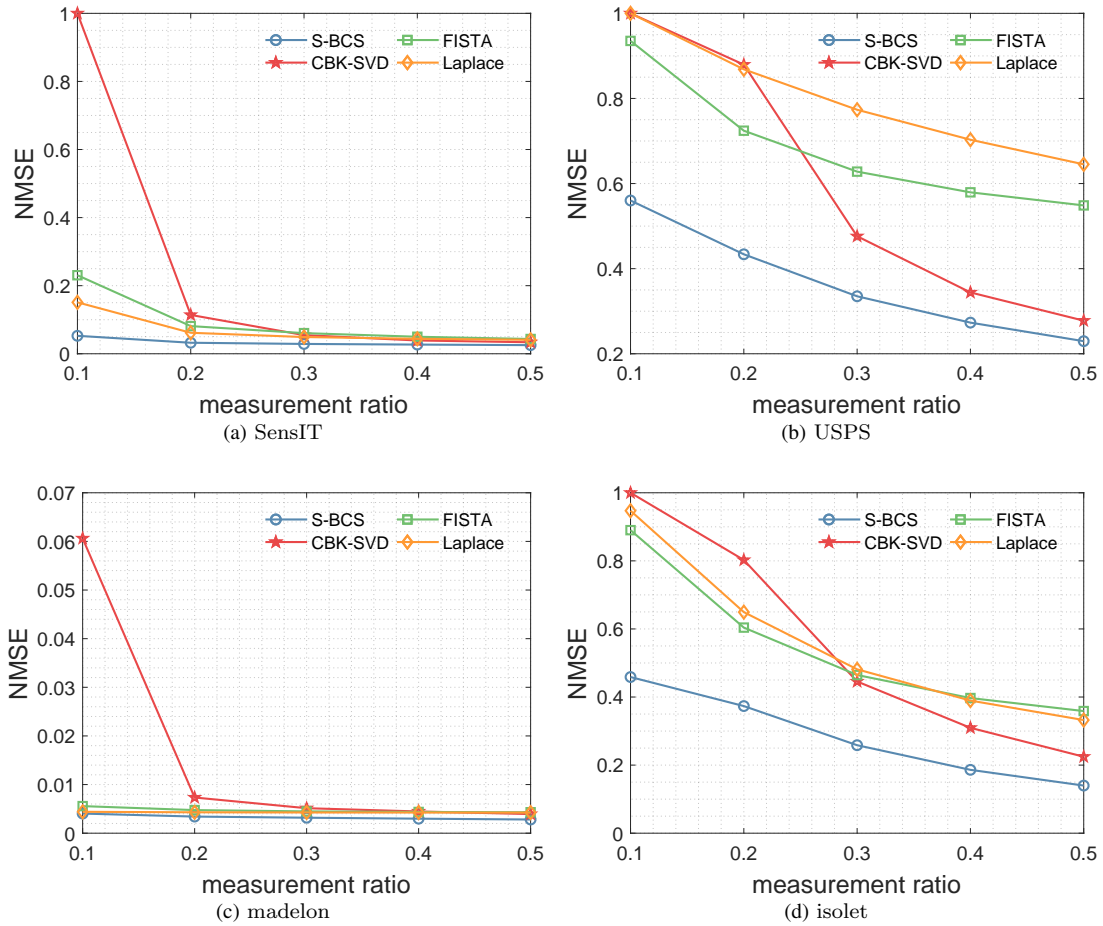 1
0.8
0.6
0.4
0.2
0
NMSE
S-BCS FISTA
CBK-SVD Laplace
0.1 0.2 0.3 0.4 0.5
measurement ratio
(a) SensIT
1
0.8
0.6
0.4
0.2
NMSE
S-BCS FISTA
CBK-SVD Laplace
0.1 0.2 0.3 0.4 0.5
measurement ratio
(b) USPS
0.07
0.06
0.05
0.04
0.03
0.02
0.01
0
NMSE
S-BCS FISTA
CBK-SVD Laplace
0.1 0.2 0.3 0.4 0.5
measurement ratio
(c) madelon
1
0.8
0.6
0.4
0.2
0
NMSE
S-BCS FISTA
CBK-SVD Laplace
0.1 0.2 0.3 0.4 0.5
measurement ratio
(d) isolet